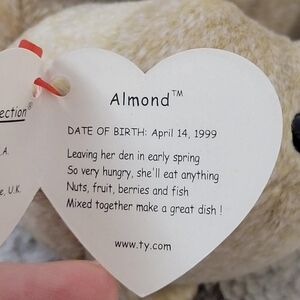 Almond™
DATE OF BIRTH: April 14, 1999
Leaving her den in early spring
So very hungry, she'll eat anything
Nuts, fruit, berries and fish
Mixed together make a great dish !
www.ty.com
ection®
.A.
e, U.K.